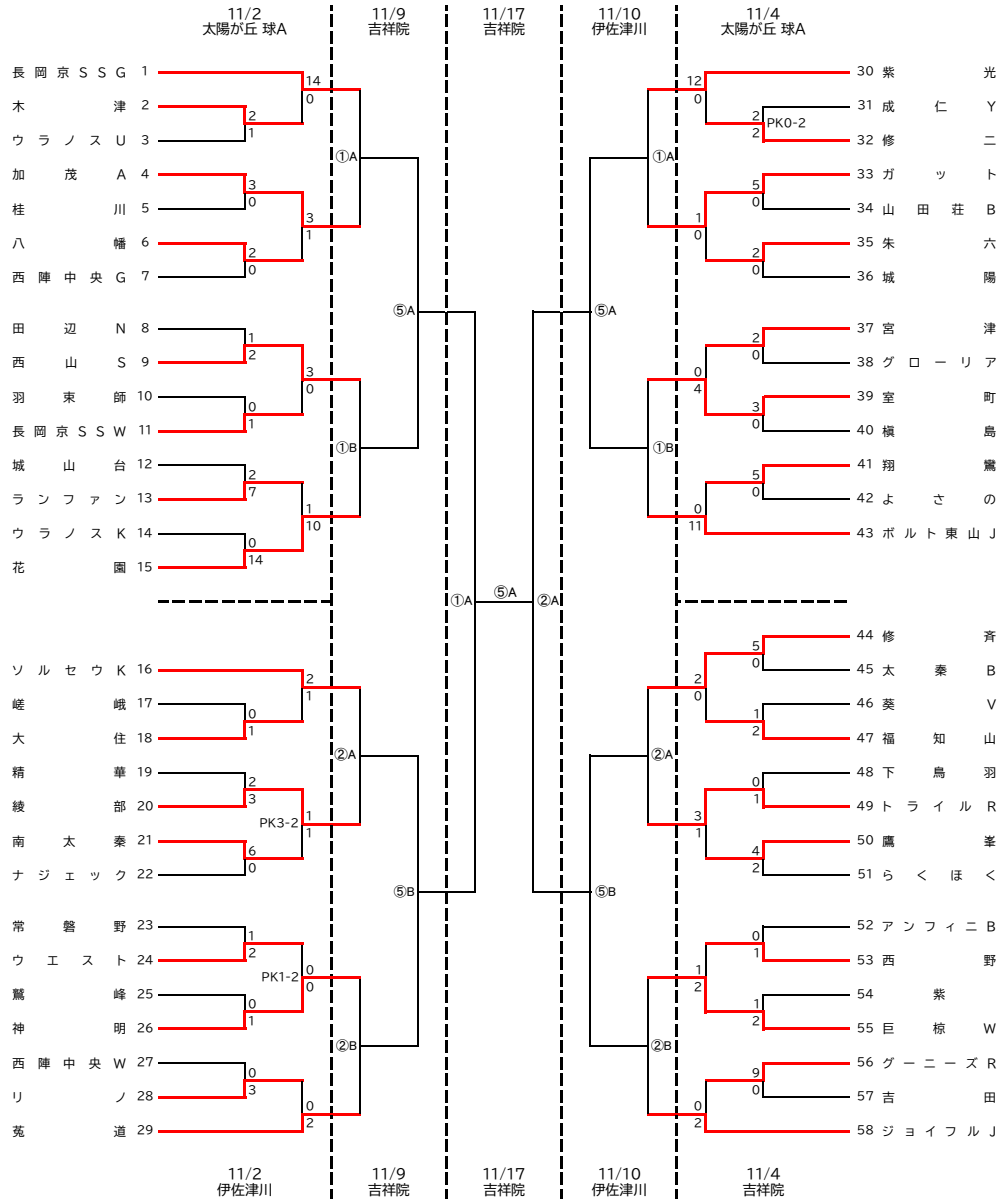 11/2 11/9 11/17 11/10 11/4
太陽が丘 球A 吉祥院 吉祥院 伊佐津川 太陽が丘 球A
長岡京SSG 1
14
0
木津 2
2
1
ウラノスU 3
①A
加茂A 4
3
0
桂川 5
3
1
八幡 6
2
0
西陣中央G 7
⑤A
田辺N 8
1
2
西山S 9
3
0
羽束師 10
0
1
長岡京SSW 11
①B
城山台 12
2
7
ランファン 13
1
10
ウラノスK 14
0
14
花園 15
①A
⑤A
②A
ソルセウK 16
2
1
嵯峨 17
0
1
大住 18
②A
精華 19
2
3
綾部 20
PK3-2
1
1
南太秦 21
6
0
ナジェック 22
⑤B
常磐野 23
1
2
ウエスト 24
PK1-2
0
0
鷲峰 25
0
1
神明 26
②B
西陣中央W 27
0
3
リノ 28
0
2
菟道 29
30 紫光
12
0
31 成仁Y
2
2
PK0-2
32 修二
①A
33 ガット
5
0
34 山田荘B
1
0
35 朱六
2
0
36 城陽
⑤A
37 宮津
2
0
38 グローリア
0
4
39 室町
3
0
40 槇島
①B
41 翔鸞
5
0
42 よさの
0
11
43 ボルト東山J
44 修斉
5
0
45 太秦B
2
0
46 葵V
1
2
47 福知山
②A
48 下鳥羽
0
1
49 トライルR
3
1
50 鷹峯
4
2
51 らくほく
⑤B
52 アンフィニB
0
1
53 西野
1
2
54 紫
1
2
55 巨椋W
②B
56 グーニーズR
9
0
57 吉田
0
2
58 ジョイフルJ
11/2 11/9 11/17 11/10 11/4
伊佐津川 吉祥院 吉祥院 伊佐津川 吉祥院